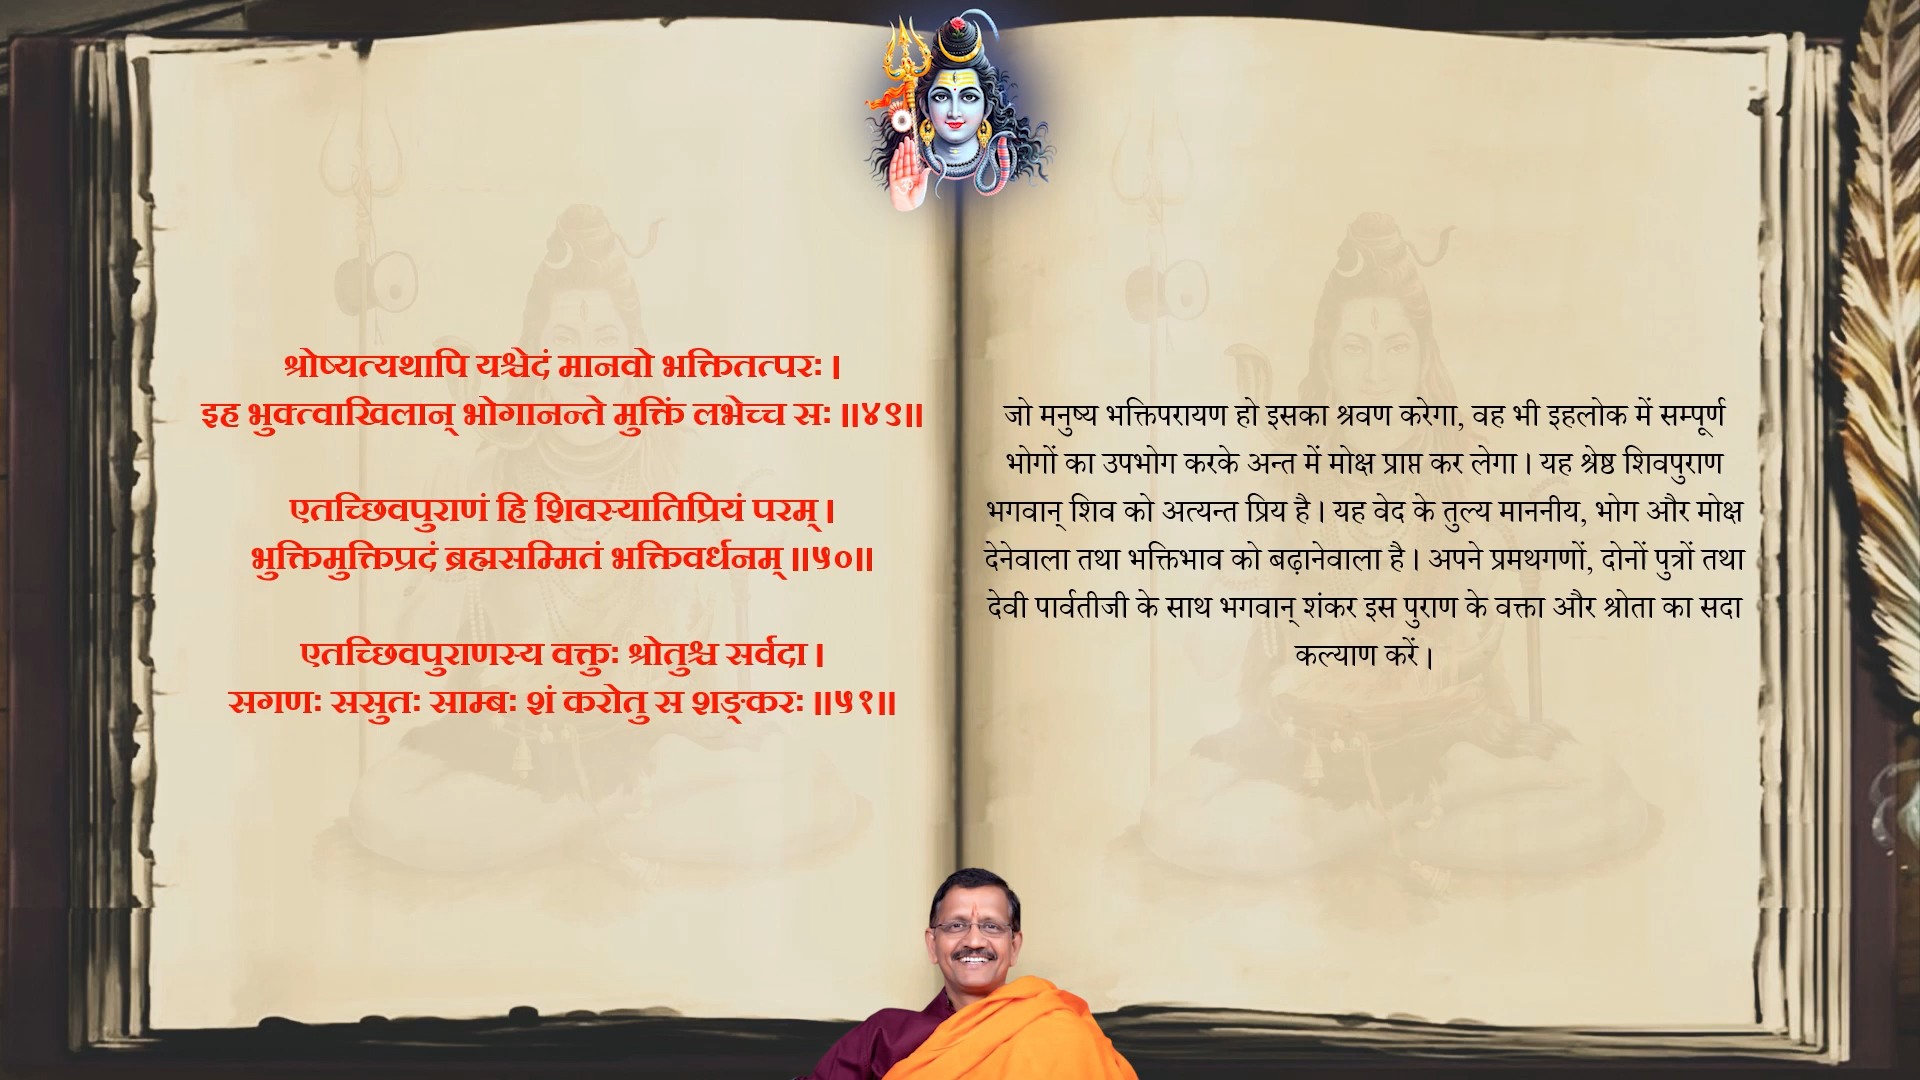 श्रोष्यत्यथापि यश्चेदं मानवो भक्तितत्परः ।
इह भुक्त्वाखिलान् भोगानन्ते मुक्तिं लभेच्च सः ॥४९॥
एतच्छिवपुराणं हि शिवस्यातिप्रियं परम् ।
भुक्तिमुक्तिप्रदं ब्रह्मसम्मितं भक्तिवर्धनम् ॥५०॥
एतच्छिवपुराणस्य वक्तुः श्रोतुश्च सर्वदा ।
सगणः ससुतः साम्बः शं करोतु स शङ्करः ॥५१॥
जो मनुष्य भक्तिपरायण हो इसका श्रवण करेगा, वह भी इहलोक में सम्पूर्ण
भोगों का उपभोग करके अन्त में मोक्ष प्राप्त कर लेगा । यह श्रेष्ठ शिवपुराण
भगवान् शिव को अत्यन्त प्रिय है । यह वेद के तुल्य माननीय, भोग और मोक्ष
देनेवाला तथा भक्तिभाव को बढ़ानेवाला है । अपने प्रमथगणों, दोनों पुत्रों तथा
देवी पार्वतीजी के साथ भगवान् शंकर इस पुराण के वक्ता और श्रोता का सदा
कल्याण करें ।